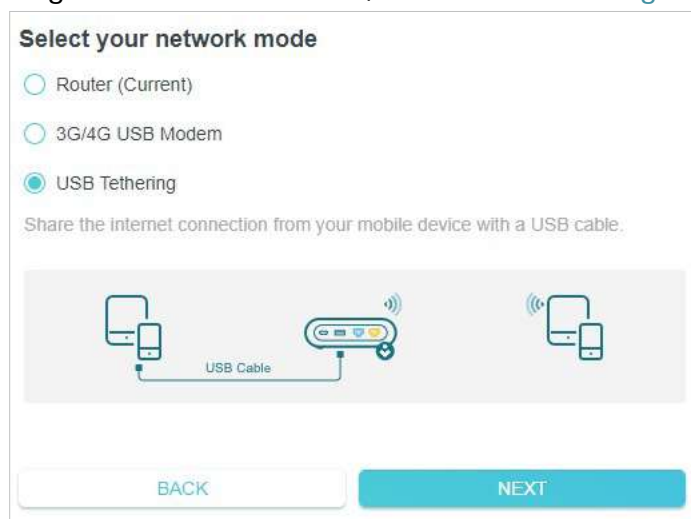 Select your network mode
Router (Current)
3G/4G USB Modem
USB Tethering
Share the internet connection from your mobile device with a USB cable.
USB Cable
BACK NEXT